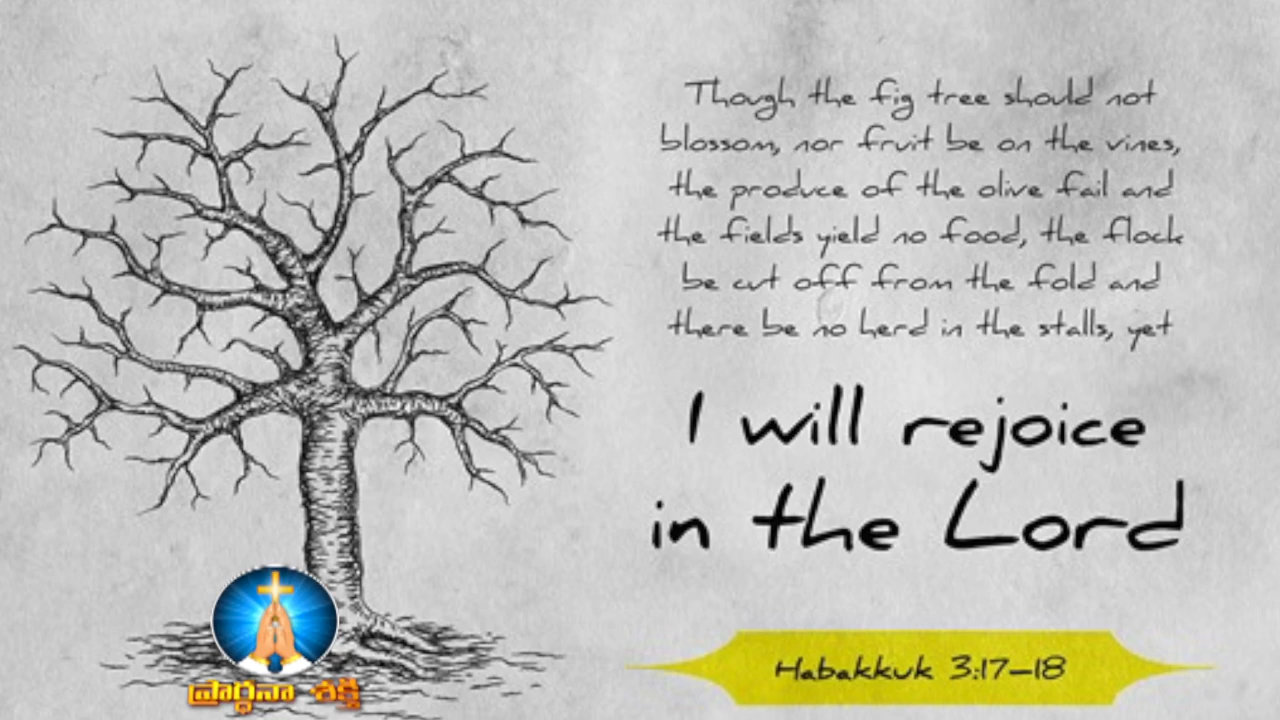 Though the fig tree should not
blossom, nor fruit be on the vines,
the produce of the olive fail and
the fields yield no food, the flock
be cut off from the fold and
there be no herd in the stalls, yet
I will rejoice
in the Lord
Habakkuk 3:17–18
ప్రార్ధనా శక్తి